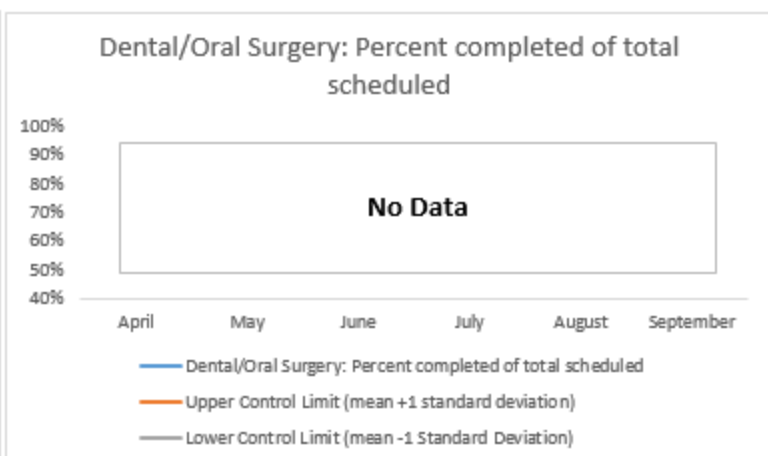 Dental/Oral Surgery: Percent completed of total
scheduled
100%
90%
80%
70%
60%
50%
40%
No Data
April May June July August September
Dental/Oral Surgery: Percent completed of total scheduled
Upper Control Limit (mean +1 standard deviation)
Lower Control Limit (mean -1 Standard Deviation)